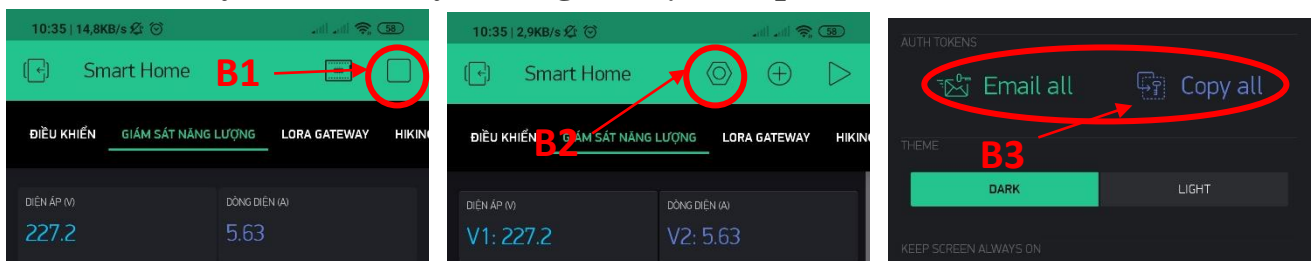 10:35 | 14,8KB/s
58
Smart Home
B1
ĐIỀU KHIỂN GIÁM SÁT NĂNG LƯỢNG LORA GATEWAY HIKING
ĐIỆN ÁP (V) DÒNG ĐIỆN (A)
227.2 5.63
10:35 | 2,9KB/s
58
Smart Home
ĐIỀU KHIỂN GIÁM SÁT NĂNG LƯỢNG LORA GATEWAY
B2
ĐIỆN ÁP (V) DÒNG ĐIỆN (A)
V1: 227.2 V2: 5.63
AUTH TOKENS
Email all Copy all
THEME
B3
DARK LIGHT
KEEP SCREEN ALWAYS ON